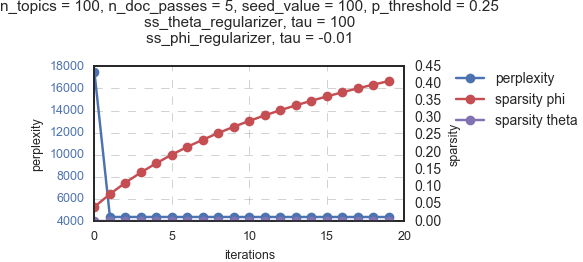 n_topics = 100, n_doc_passes = 5, seed_value = 100, p_threshold = 0.25
ss_theta_regularizer, tau = 100
ss_phi_regularizer, tau = -0.01
18000
16000
14000
12000
10000
8000
6000
4000
perplexity
0.45
0.40
0.35
0.30
0.25
0.20
0.15
0.10
0.05
0.00
sparsity
perplexity
sparsity phi
sparsity theta
0
5
10
15
20
iterations